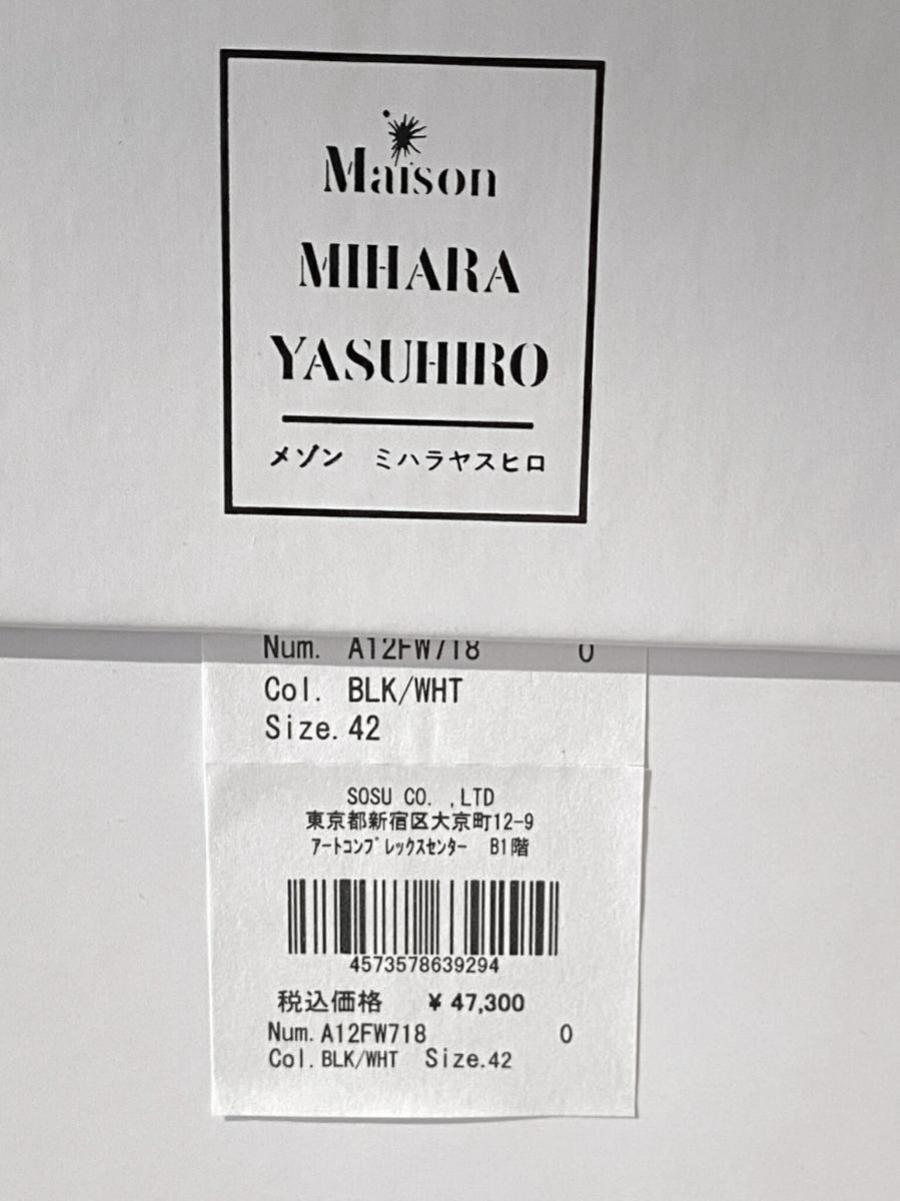 Maison
MIHARA
YASUHIRO
メゾン ミハラヤスヒロ
Num. A12FW718 0
Col. BLK/WHT
Size. 42
SOSU CO. ,LTD
東京都新宿区大京町12-9
ｱｰﾄｺﾝﾌﾟﾚｯｸｽｾﾝﾀｰ B1階
4573578639294
税込価格 ¥ 47,300
Num. A12FW718 0
Col. BLK/WHT Size. 42